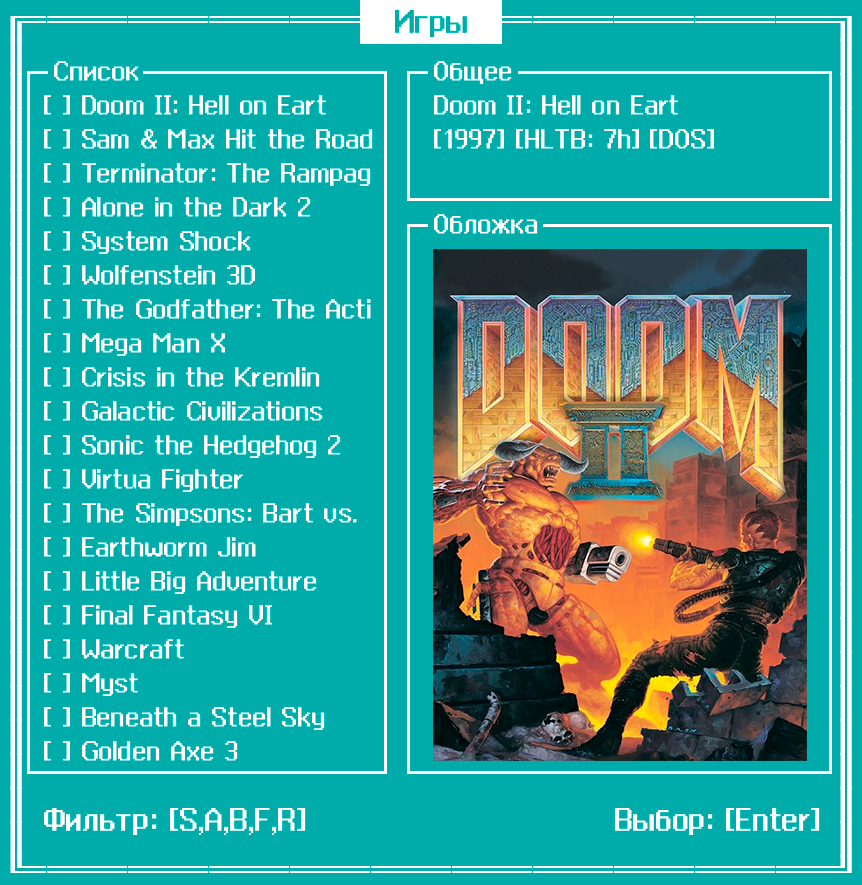 Игры
Список
[ ] Doom II: Hell on Eart
[ ] Sam & Max Hit the Road
[ ] Terminator: The Rampag
[ ] Alone in the Dark 2
[ ] System Shock
[ ] Wolfenstein 3D
[ ] The Godfather: The Acti
[ ] Mega Man X
[ ] Crisis in the Kremlin
[ ] Galactic Civilizations
[ ] Sonic the Hedgehog 2
[ ] Virtua Fighter
[ ] The Simpsons: Bart vs.
[ ] Earthworm Jim
[ ] Little Big Adventure
[ ] Final Fantasy VI
[ ] Warcraft
[ ] Myst
[ ] Beneath a Steel Sky
[ ] Golden Axe 3
Общее
Doom II: Hell on Eart
[1997] [HLTB: 7h] [DOS]
Обложка
DOOM
II
Фильтр: [S,A,B,F,R]
Выбор: [Enter]